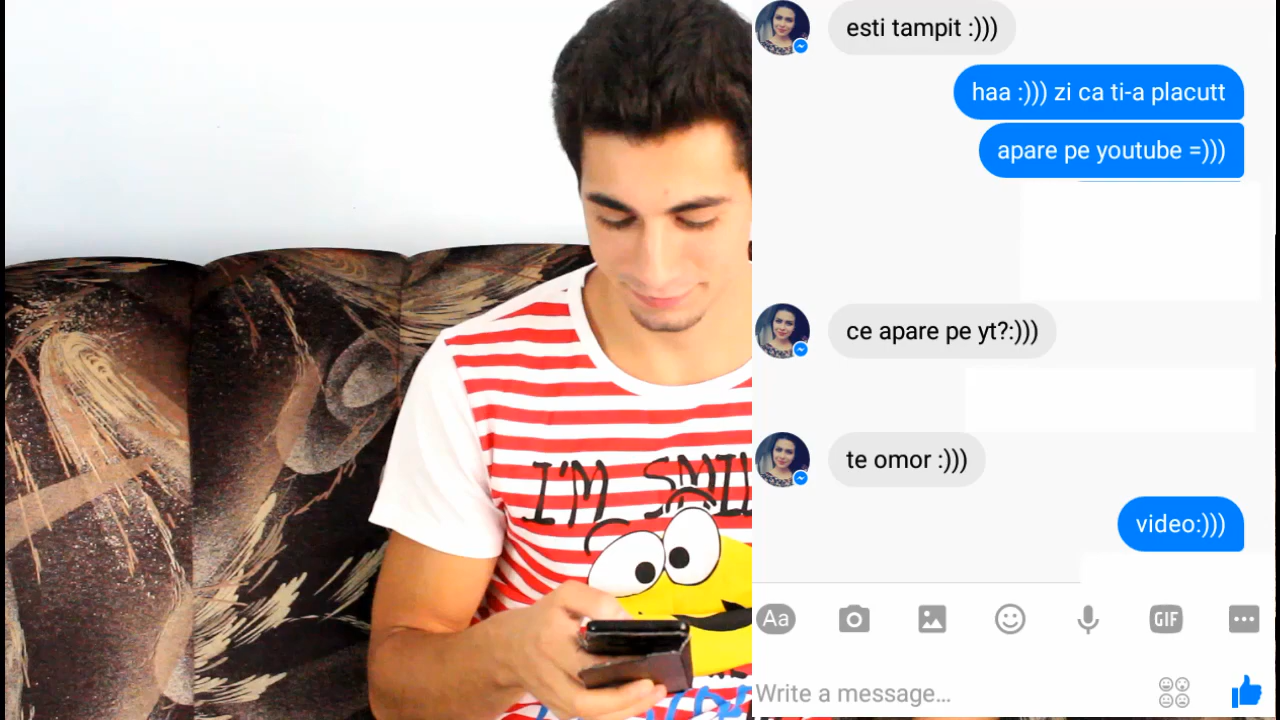 esti tampit :)))
haa :))) zi ca ti-a placutt
apare pe youtube =)))
ce apare pe yt?:)))
te omor :)))
video:)))
I'M SMIL
Aa
GIF
Write a message...